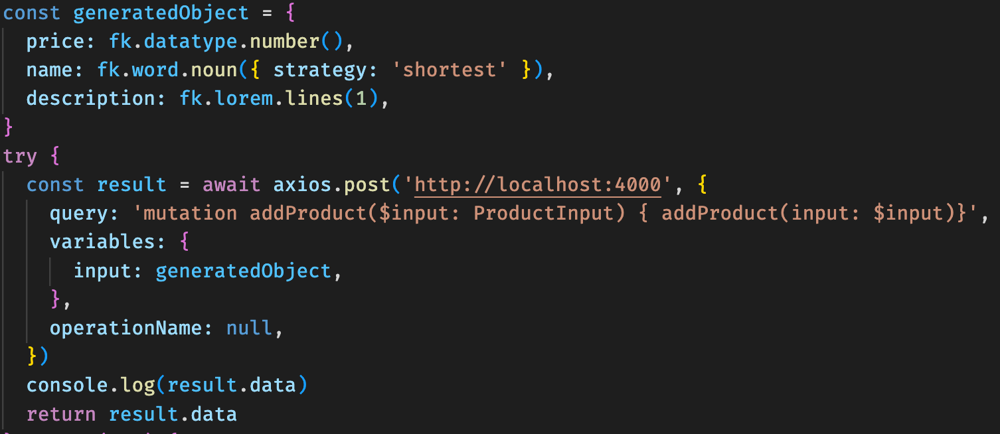 const generatedObject = {
  price: fk.datatype.number(),
  name: fk.word.noun({ strategy: 'shortest' }),
  description: fk.lorem.lines(1),
}
try {
  const result = await axios.post('http://localhost:4000', {
    query: 'mutation addProduct($input: ProductInput) { addProduct(input: $input)}',
    variables: {
      input: generatedObject,
    },
    operationName: null,
  })
  console.log(result.data)
  return result.data